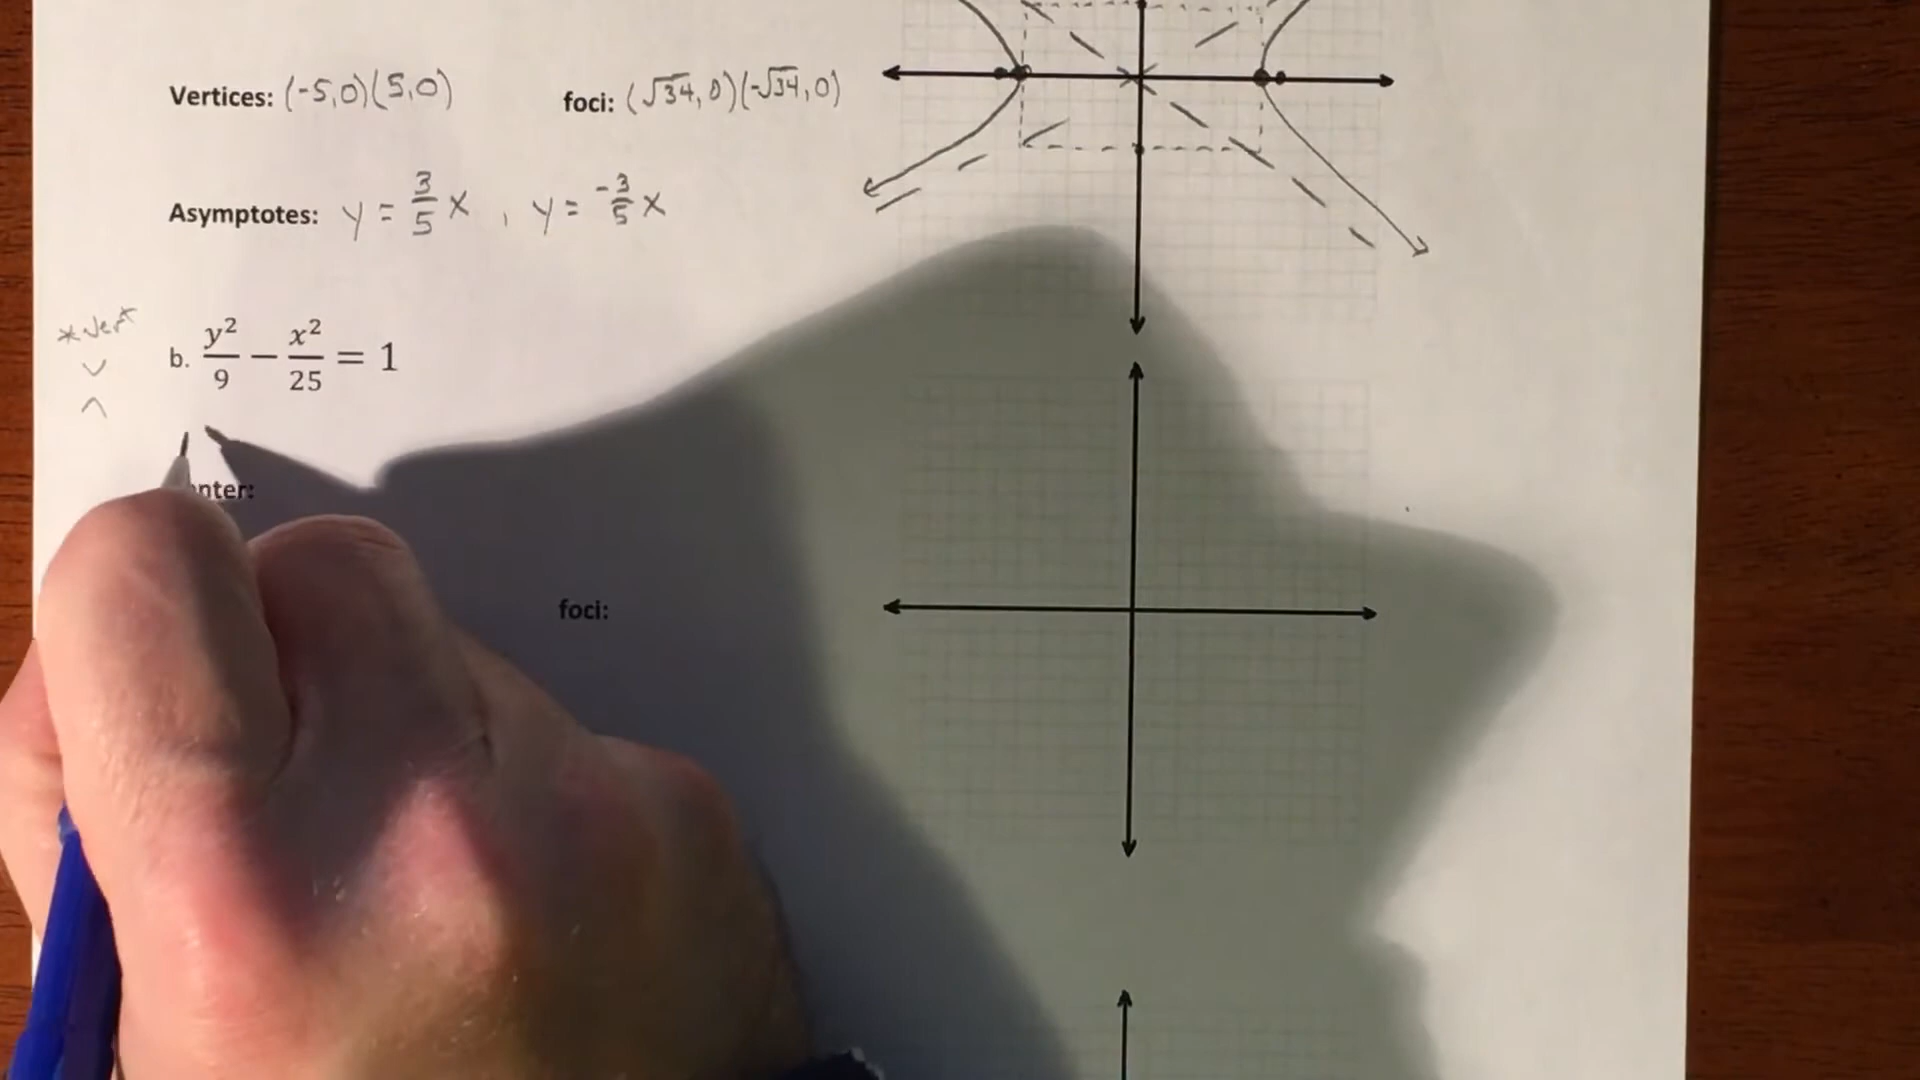 Vertices: (-5,0)(5,0) foci: (√34,0)(-√34,0)
Asymptotes: y = 3/5 x , y = -3/5 x
*Vert
b. y²/9 − x²/25 = 1
nter:
foci: